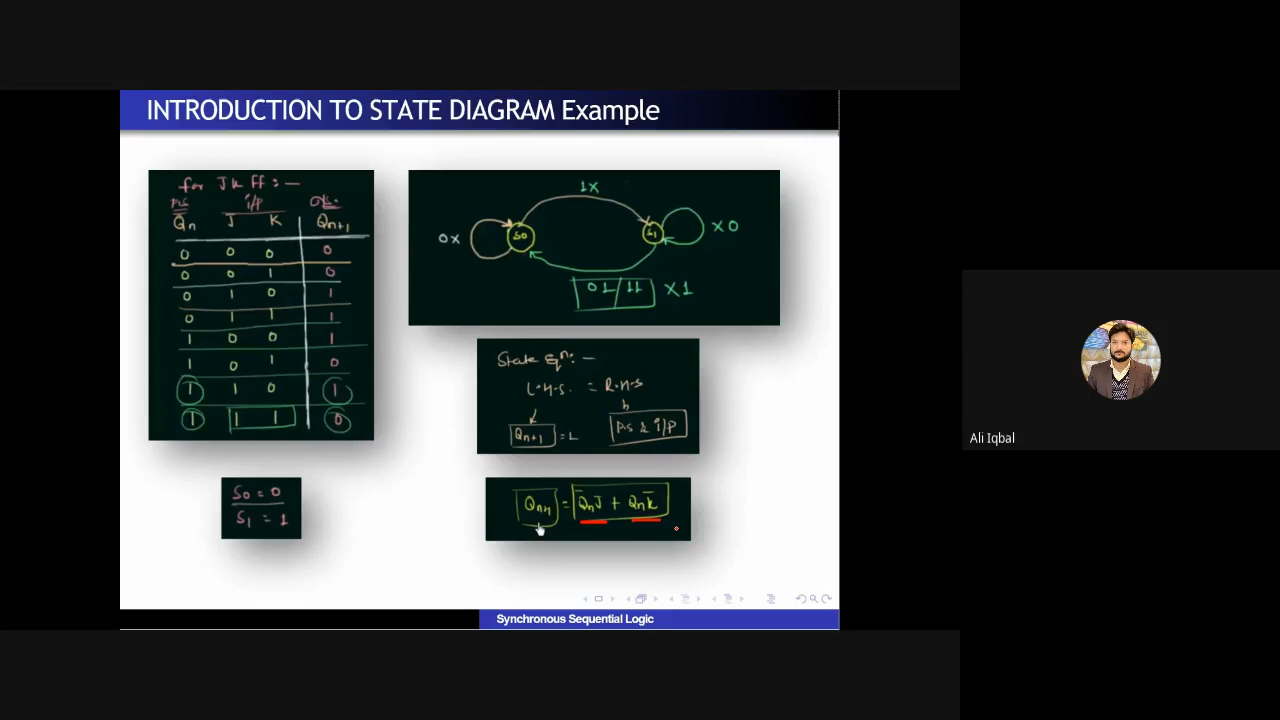 INTRODUCTION TO STATE DIAGRAM Example
for JK FF :—
P.S i/p
Qn J K Qn+1
0 0 0 0
0 0 1 0
0 1 0 1
0 1 1 1
1 0 0 1
1 0 1 0
1 1 0 1
1 1 1 0
S0 = 0
S1 = 1
1X
0X S0 S1 X0
01/11 X1
State Eqn: —
L.H.S. = R.H.S
Qn+1 = L P.S & i/p
Qn+1 = Q̅nJ + QnK̅
Synchronous Sequential Logic
Ali Iqbal